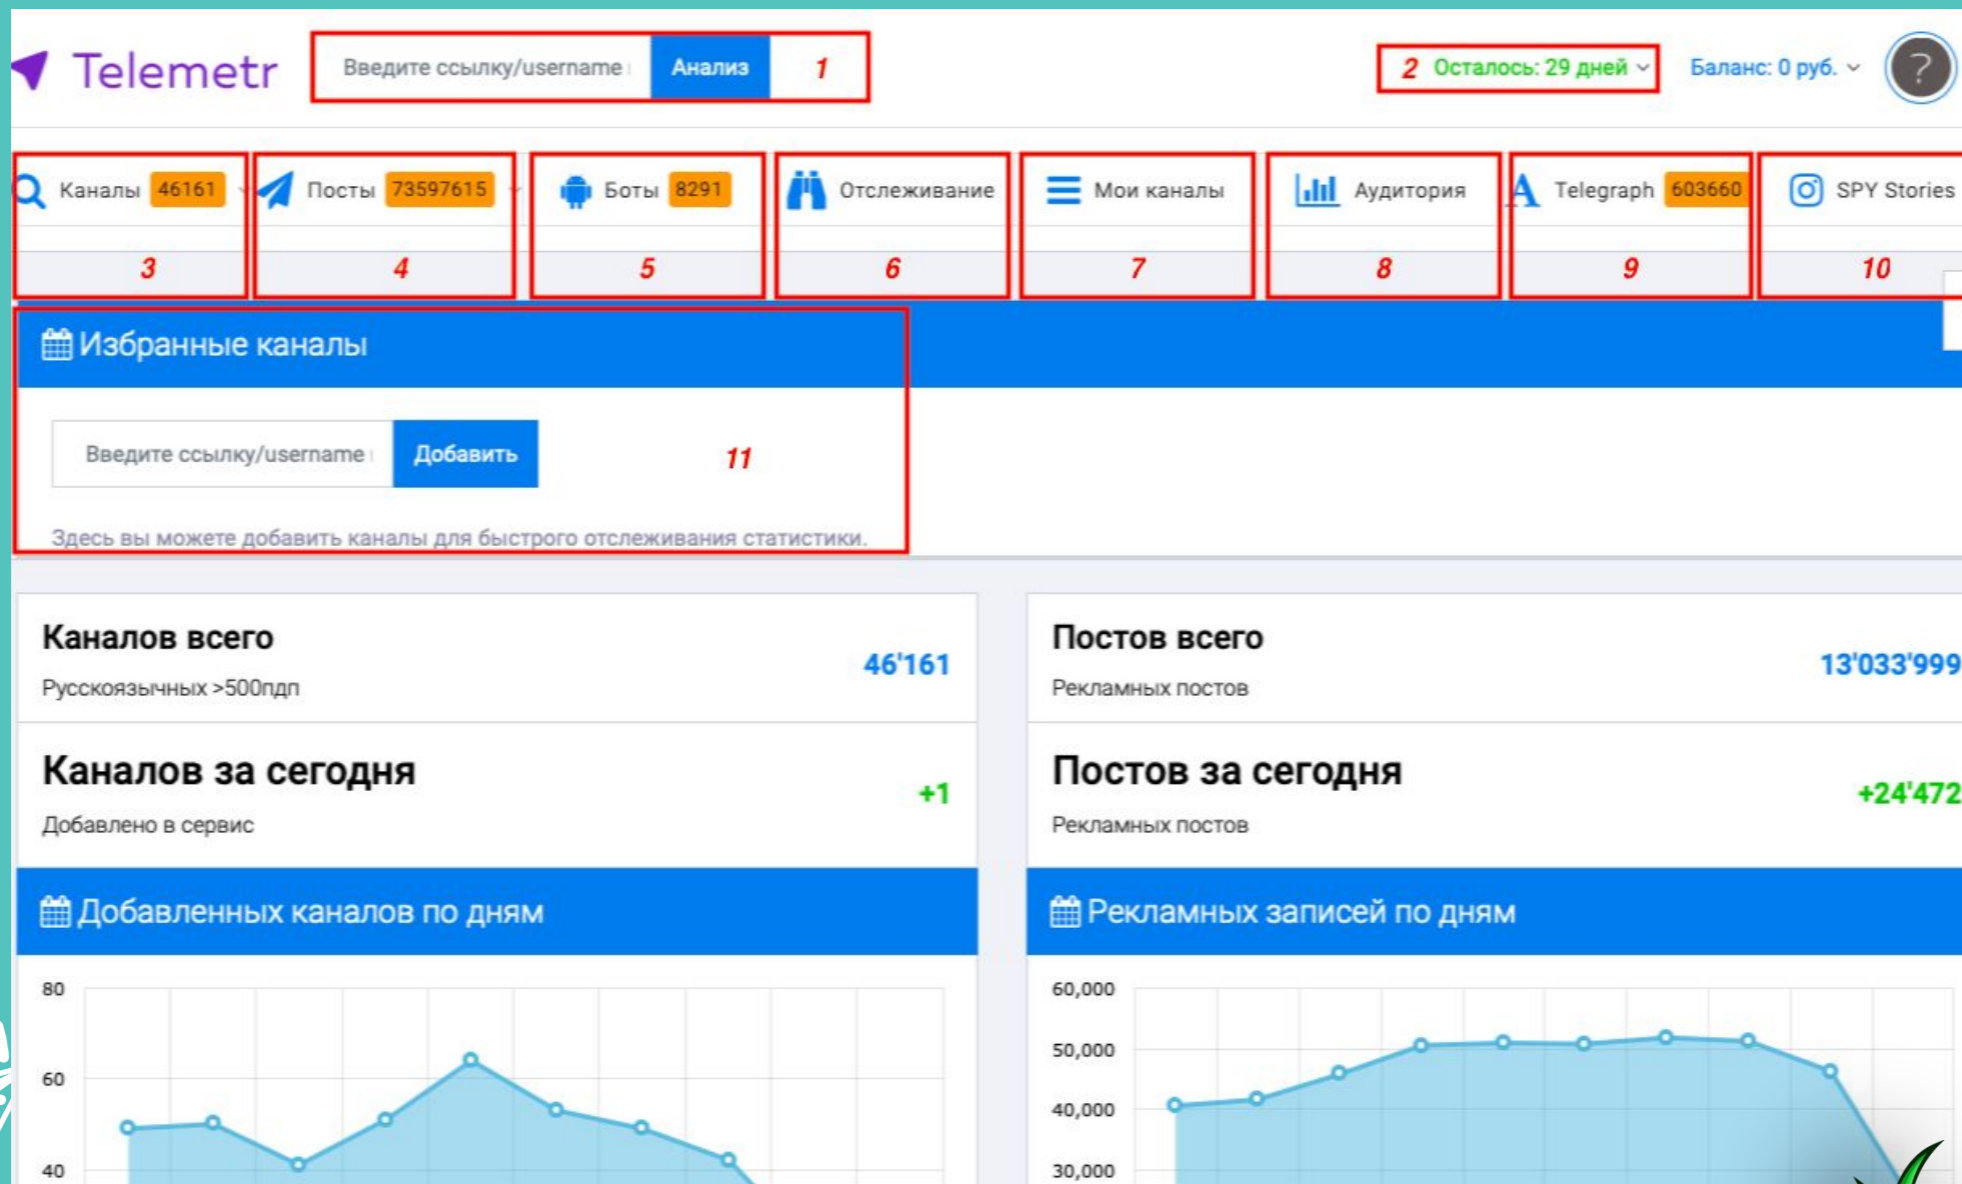 Telemetr
Введите ссылку/username
Анализ
1
2 Осталось: 29 дней
Баланс: 0 руб.
?
Каналы 46161
Посты 73597615
Боты 8291
Отслеживание
Мои каналы
Аудитория
Telegraph 603660
SPY Stories
3
4
5
6
7
8
9
10
Избранные каналы
Введите ссылку/username
Добавить
11
Здесь вы можете добавить каналы для быстрого отслеживания статистики.
Каналов всего
46'161
Русскоязычных >500пдп
Каналов за сегодня
+1
Добавлено в сервис
Постов всего
13'033'999
Рекламных постов
Постов за сегодня
+24'472
Рекламных постов
Добавленных каналов по дням
80
60
40
Рекламных записей по дням
60,000
50,000
40,000
30,000